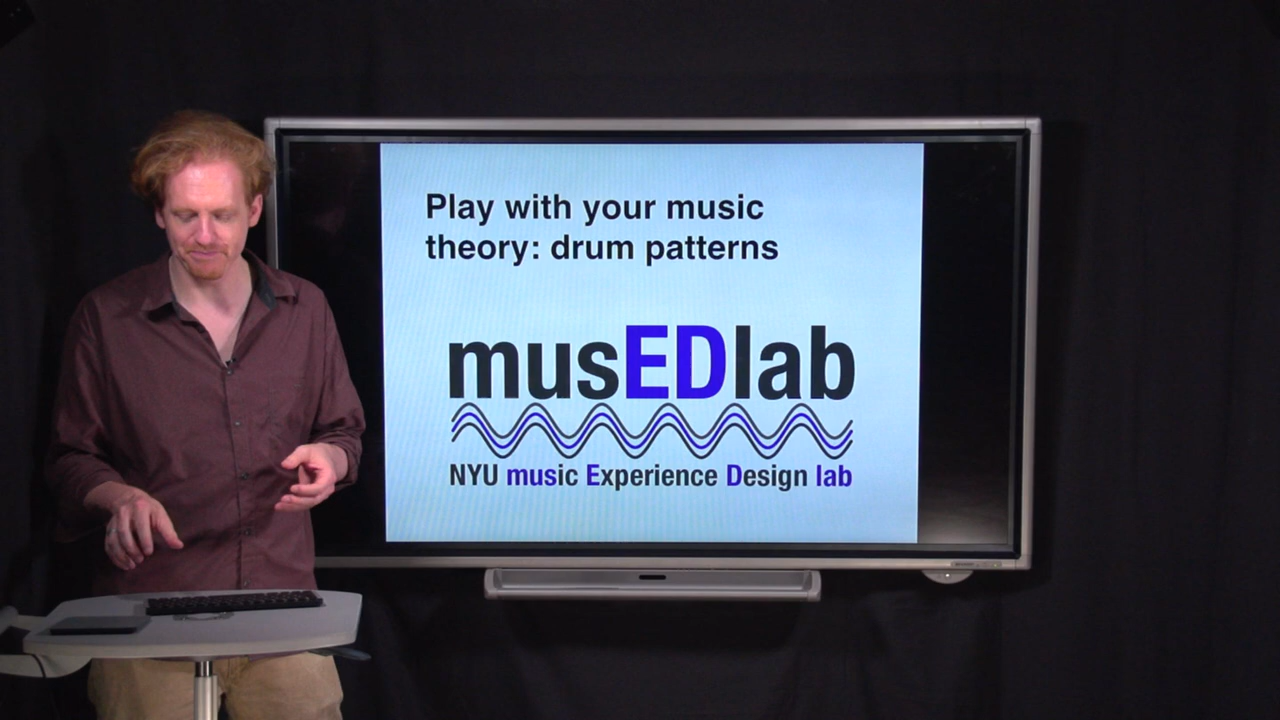 Play with your music
theory: drum patterns
musEDlab
NYU music Experience Design lab